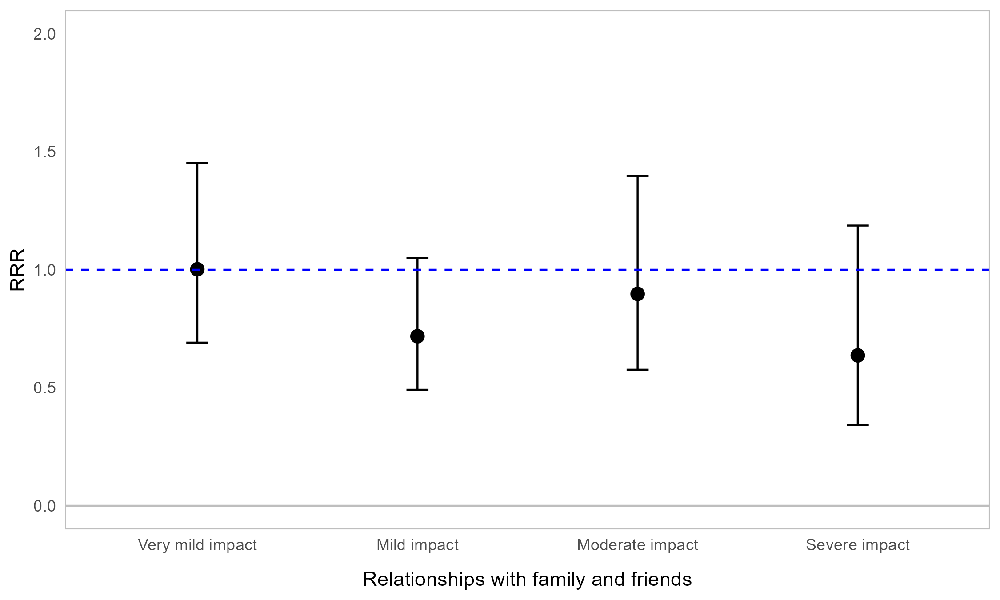 2.0
1.5
1.0
0.5
0.0
RRR
Very mild impact
Mild impact
Moderate impact
Severe impact
Relationships with family and friends